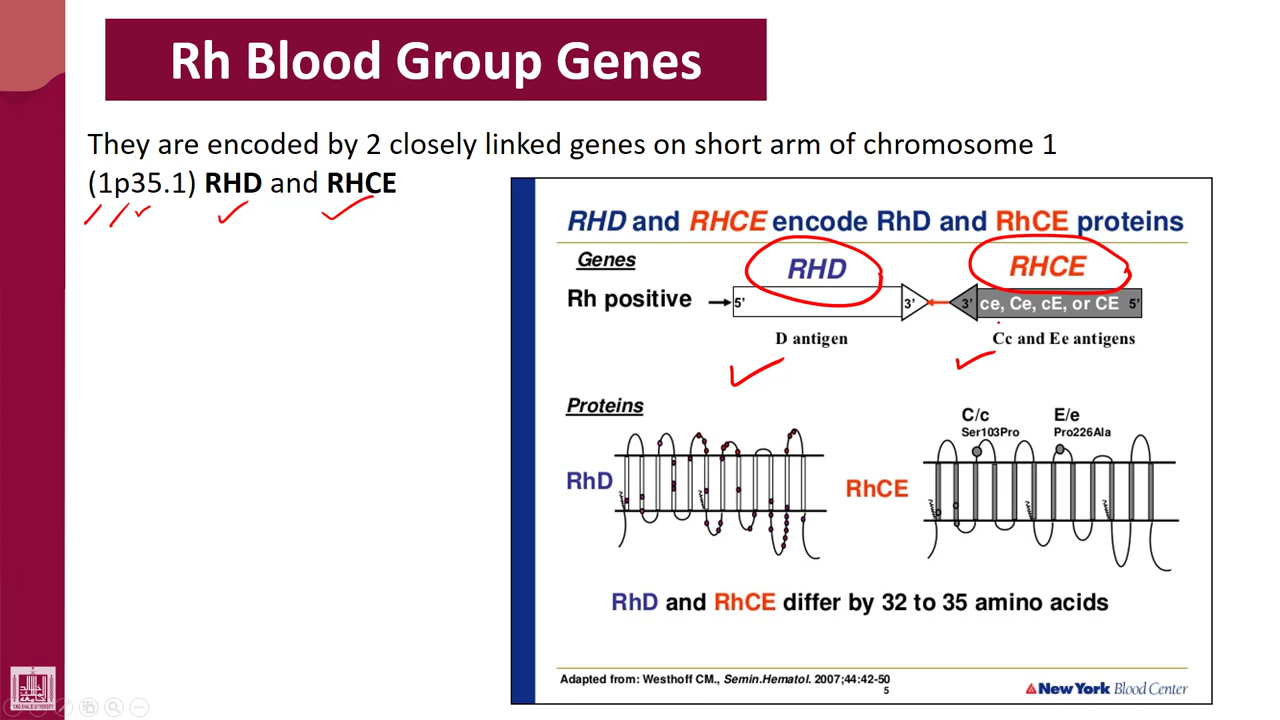 Rh Blood Group Genes
They are encoded by 2 closely linked genes on short arm of chromosome 1
(1p35.1) RHD and RHCE
RHD and RHCE encode RhD and RhCE proteins
Genes
RHD
RHCE
Rh positive
5'
3'
3'
ce, Ce, cE, or CE
5'
D antigen
Cc and Ee antigens
Proteins
C/c
E/e
Ser103Pro
Pro226Ala
RhD
RhCE
RhD and RhCE differ by 32 to 35 amino acids
Adapted from: Westhoff CM., Semin.Hematol. 2007;44:42-50
5
New York Blood Center
KING KHALID UNIVERSITY